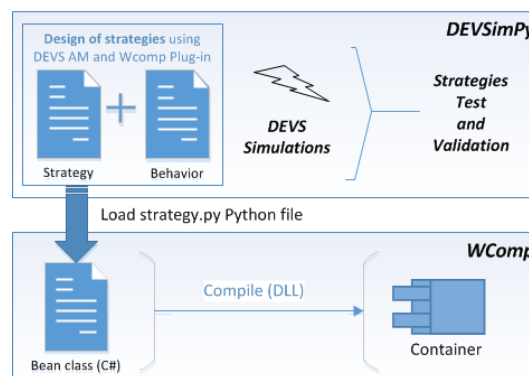 DEVSimPy
Design of strategies using
DEVS AM and Wcomp Plug-in
Strategy
Behavior
DEVS
Simulations
Strategies
Test
and
Validation
Load strategy.py Python file
WComp
Compile (DLL)
Bean class (C#)
Container